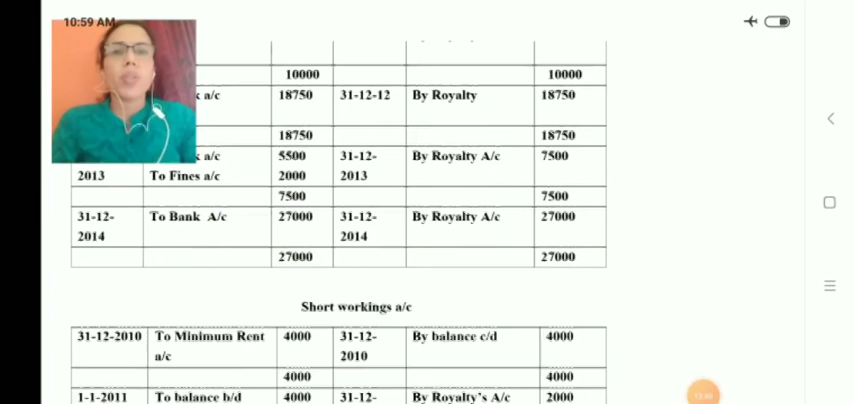 10:59 AM
10000 10000
k a/c 18750 31-12-12 By Royalty 18750
18750 18750
k a/c 5500 31-12- By Royalty A/c 7500
2013 To Fines a/c 2000 2013
7500 7500
31-12- To Bank A/c 27000 31-12- By Royalty A/c 27000
2014 2014
27000 27000
Short workings a/c
31-12-2010 To Minimum Rent 4000 31-12- By balance c/d 4000
a/c 2010
4000 4000
1-1-2011 To balance b/d 4000 31-12- By Royalty's A/c 2000